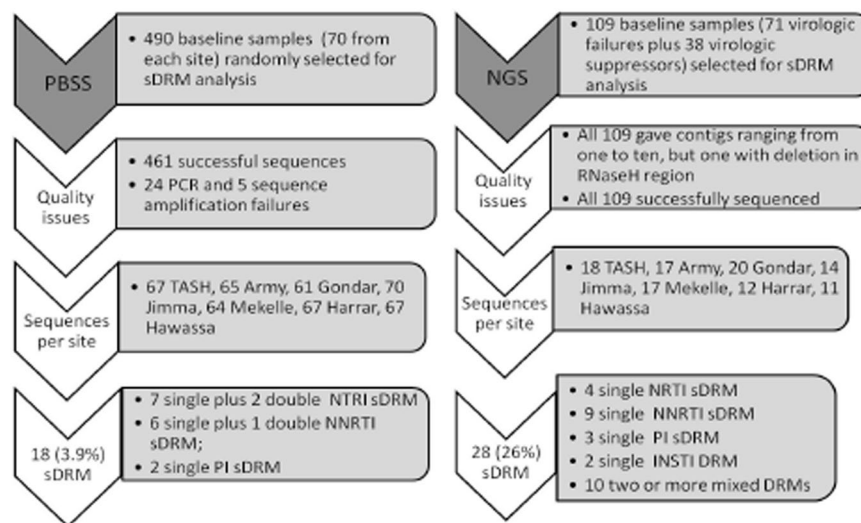 PBSS
• 490 baseline samples (70 from
each site) randomly selected for
sDRM analysis
Quality
issues
• 461 successful sequences
• 24 PCR and 5 sequence
amplification failures
Sequences
per site
• 67 TASH, 65 Army, 61 Gondar, 70
Jimma, 64 Mekelle, 67 Harrar, 67
Hawassa
18 (3.9%)
sDRM
• 7 single plus 2 double NTRI sDRM
• 6 single plus 1 double NNRTI
sDRM;
• 2 single PI sDRM
NGS
• 109 baseline samples (71 virologic
failures plus 38 virologic
suppressors) selected for sDRM
analysis
Quality
issues
• All 109 gave contigs ranging from
one to ten, but one with deletion in
RNaseH region
• All 109 successfully sequenced
Sequences
per site
• 18 TASH, 17 Army, 20 Gondar, 14
Jimma, 17 Mekelle, 12 Harrar, 11
Hawassa
28 (26%)
sDRM
• 4 single NRTI sDRM
• 9 single NNRTI sDRM
• 3 single PI sDRM
• 2 single INSTI DRM
• 10 two or more mixed DRMs